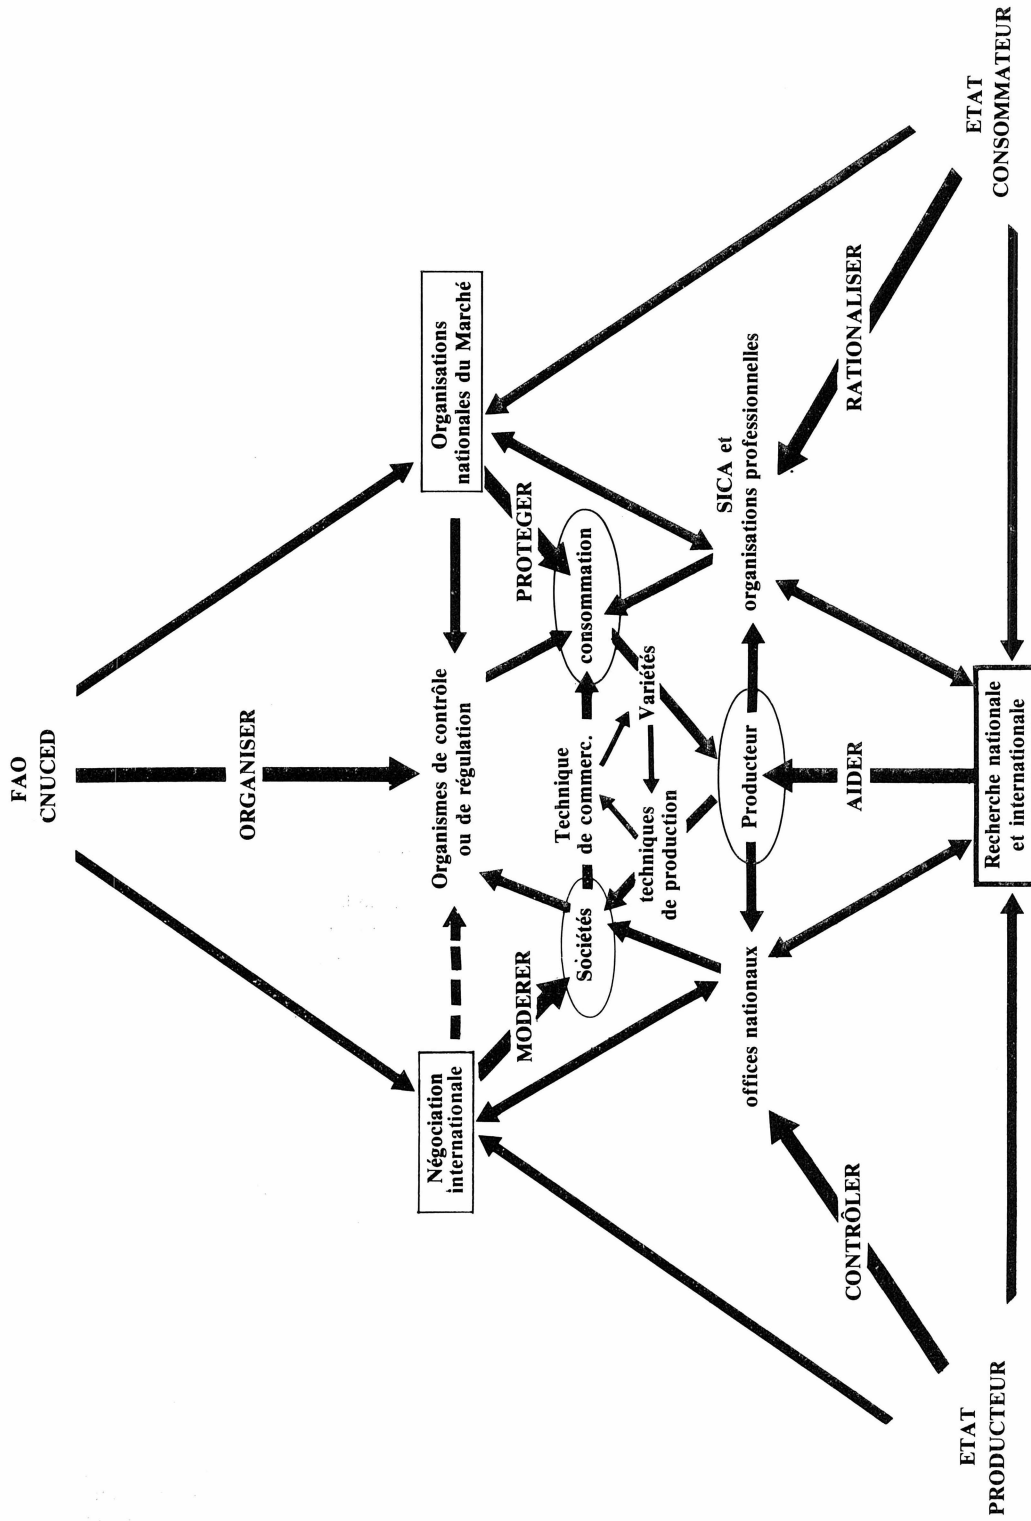 FAO
CNUCED
ORGANISER
Négociation
internationale
Organismes de contrôle
ou de régulation
Organisations
nationales du Marché
MODERER
PROTEGER
Sociétés
Technique
de commerc.
consommation
techniques
de production
Variétés
offices nationaux
Producteur
SICA et
organisations professionnelles
CONTRÔLER
AIDER
RATIONALISER
ETAT
PRODUCTEUR
Recherche nationale
et internationale
ETAT
CONSOMMATEUR